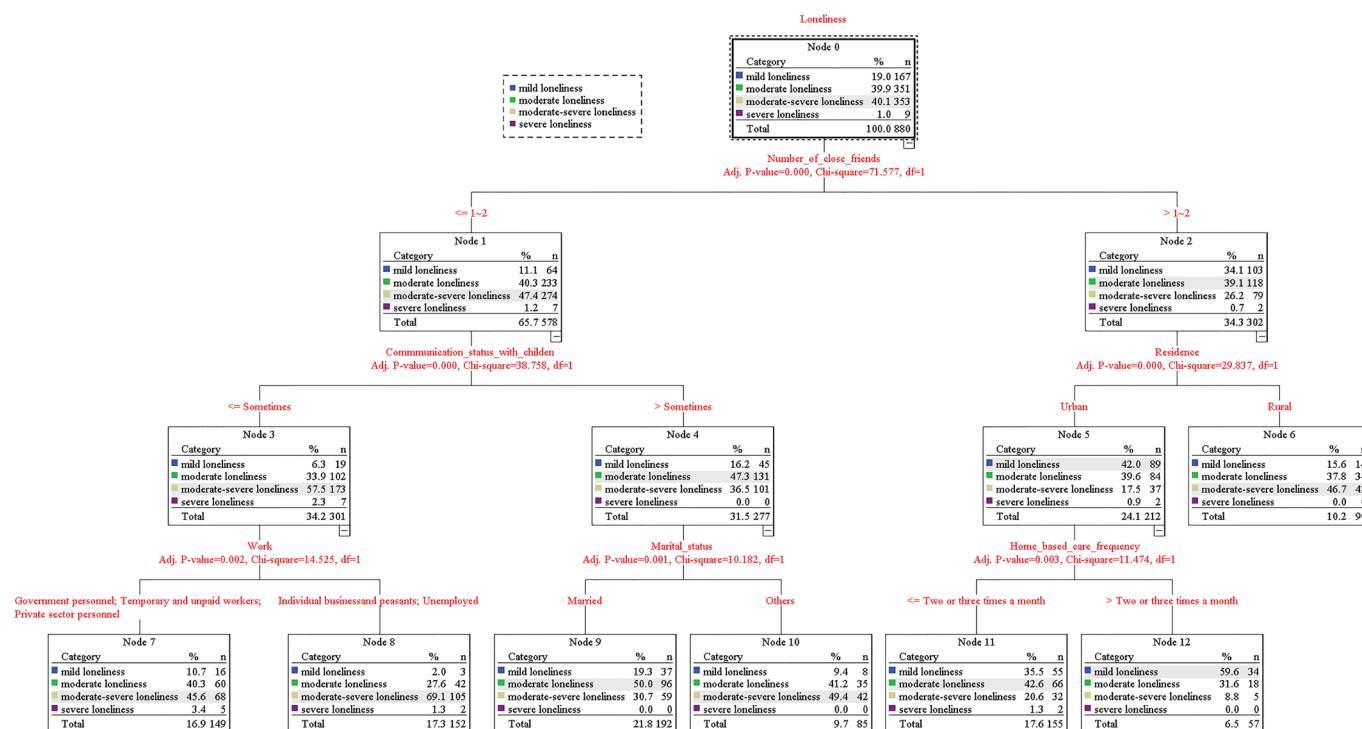 Loneliness
Node 0
Category % n
mild loneliness 19.0 167
moderate loneliness 39.9 351
moderate-severe loneliness 40.1 353
severe loneliness 1.0 9
Total 100.0 880
mild loneliness
moderate loneliness
moderate-severe loneliness
severe loneliness
Number_of_close_friends
Adj. P-value=0.000, Chi-square=71.577, df=1
<= 1~2
> 1~2
Node 1
Category % n
mild loneliness 11.1 64
moderate loneliness 40.3 233
moderate-severe loneliness 47.4 274
severe loneliness 1.2 7
Total 65.7 578
Node 2
Category % n
mild loneliness 34.1 103
moderate loneliness 39.1 118
moderate-severe loneliness 26.2 79
severe loneliness 0.7 2
Total 34.3 302
Commmunication_status_with_childen
Adj. P-value=0.000, Chi-square=38.758, df=1
Residence
Adj. P-value=0.000, Chi-square=29.837, df=1
<= Sometimes
> Sometimes
Urban
Rural
Node 3
Category % n
mild loneliness 6.3 19
moderate loneliness 33.9 102
moderate-severe loneliness 57.5 173
severe loneliness 2.3 7
Total 34.2 301
Node 4
Category % n
mild loneliness 16.2 45
moderate loneliness 47.3 131
moderate-severe loneliness 36.5 101
severe loneliness 0.0 0
Total 31.5 277
Node 5
Category % n
mild loneliness 42.0 89
moderate loneliness 39.6 84
moderate-severe loneliness 17.5 37
severe loneliness 0.9 2
Total 24.1 212
Node 6
Category %
mild loneliness 15.6
moderate loneliness 37.8
moderate-severe loneliness 46.7
severe loneliness 0.0
Total 10.2
Work
Adj. P-value=0.002, Chi-square=14.525, df=1
Marital_status
Adj. P-value=0.001, Chi-square=10.182, df=1
Home_based_care_frequency
Adj. P-value=0.003, Chi-square=11.474, df=1
Government personnel; Temporary and unpaid workers;
Private sector personnel
Individual businessand peasants; Unemployed
Married
Others
<= Two or three times a month
> Two or three times a month
Node 7
Category % n
mild loneliness 10.7 16
moderate loneliness 40.3 60
moderate-severe loneliness 45.6 68
severe loneliness 3.4 5
Total 16.9 149
Node 8
Category % n
mild loneliness 2.0 3
moderate loneliness 27.6 42
moderate-severe loneliness 69.1 105
severe loneliness 1.3 2
Total 17.3 152
Node 9
Category % n
mild loneliness 19.3 37
moderate loneliness 50.0 96
moderate-severe loneliness 30.7 59
severe loneliness 0.0 0
Total 21.8 192
Node 10
Category % n
mild loneliness 9.4 8
moderate loneliness 41.2 35
moderate-severe loneliness 49.4 42
severe loneliness 0.0 0
Total 9.7 85
Node 11
Category % n
mild loneliness 35.5 55
moderate loneliness 42.6 66
moderate-severe loneliness 20.6 32
severe loneliness 1.3 2
Total 17.6 155
Node 12
Category % n
mild loneliness 59.6 34
moderate loneliness 31.6 18
moderate-severe loneliness 8.8 5
severe loneliness 0.0 0
Total 6.5 57